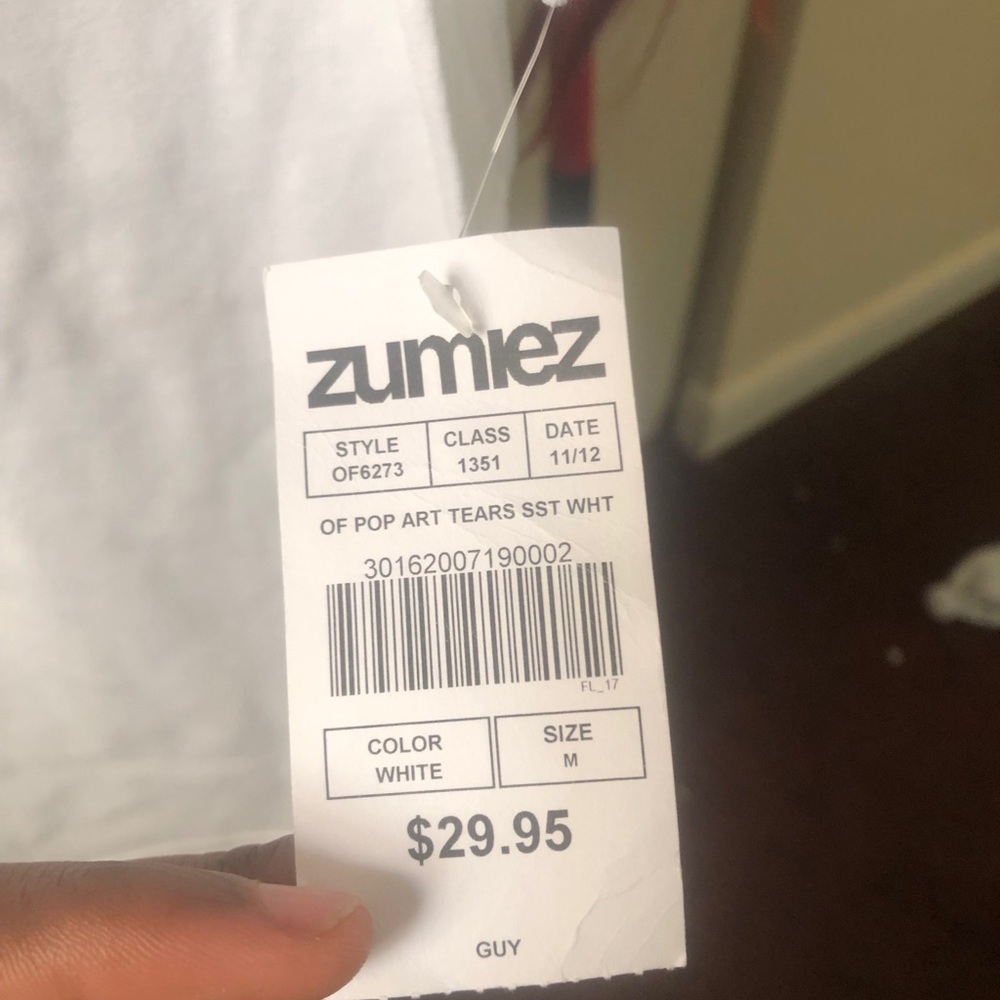 zumiez
STYLE CLASS DATE
OF6273 1351 11/12
OF POP ART TEARS SST WHT
30162007190002
FL_17
COLOR SIZE
WHITE M
$29.95
GUY